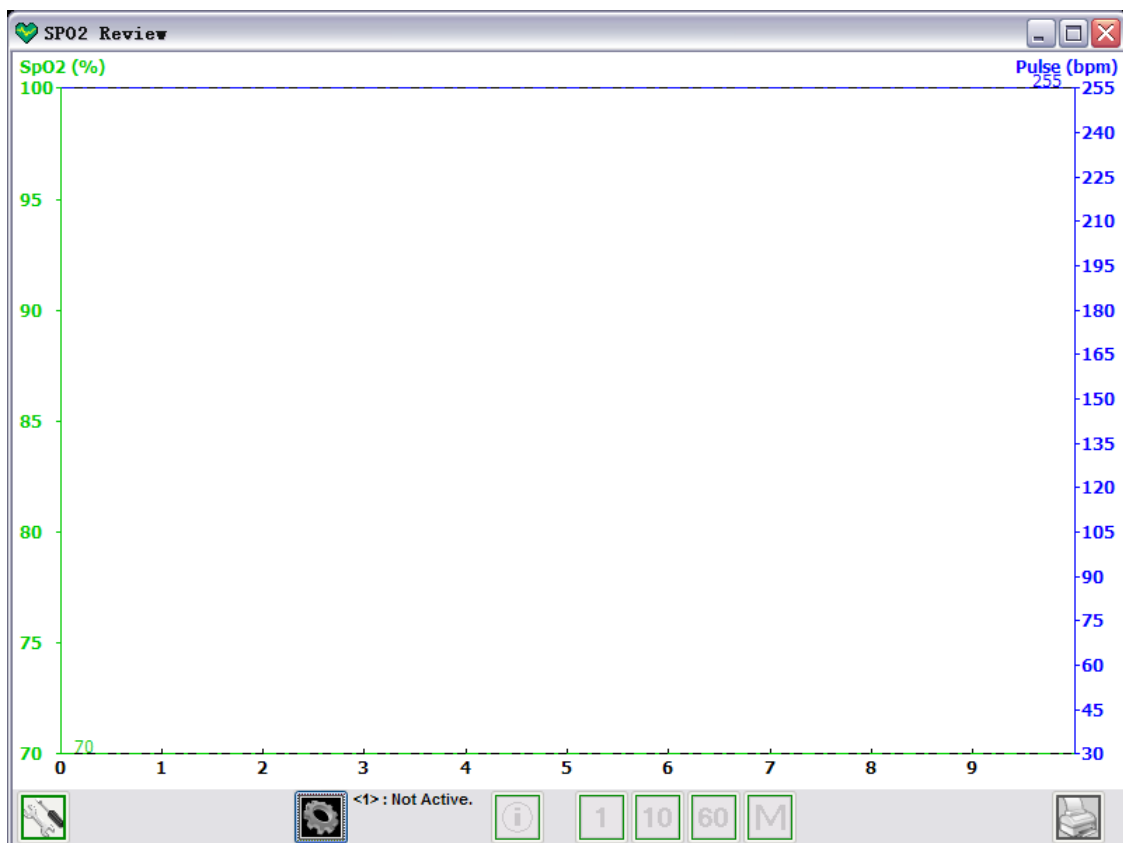 SPO2 Review
SpO2 (%) Pulse (bpm)
255
100 255
240
95 225
210
195
90 180
165
150
85 135
120
80 105
90
75 75
60
45
70 70 30
0 1 2 3 4 5 6 7 8 9
<1> : Not Active.
i 1 10 60 M